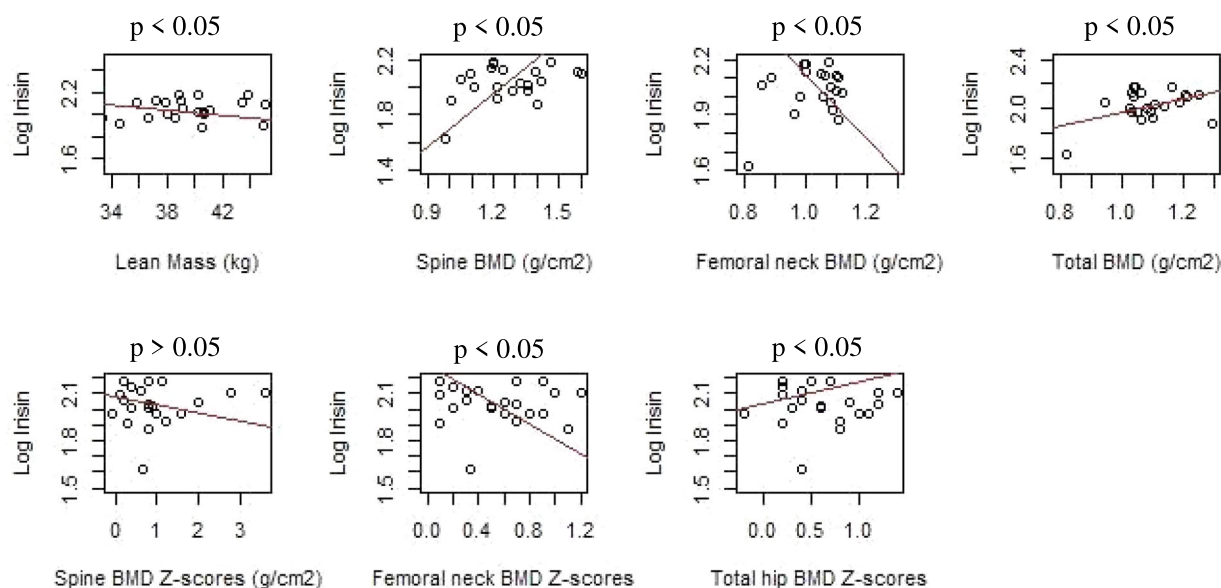 p < 0.05 p < 0.05 p < 0.05 p < 0.05
Log Irisin
2.2
1.6
34 38 42
Lean Mass (kg)
Log Irisin
2.2
1.8
1.4
0.9 1.2 1.5
Spine BMD (g/cm2)
Log Irisin
2.2
1.9
1.6
0.8 1.0 1.2
Femoral neck BMD (g/cm2)
Log Irisin
2.4
2.0
1.6
0.8 1.0 1.2
Total BMD (g/cm2)
p > 0.05 p < 0.05 p < 0.05
Log Irisin
2.1
1.8
1.5
0 1 2 3
Spine BMD Z-scores (g/cm2)
Log Irisin
2.1
1.8
1.5
0.0 0.4 0.8 1.2
Femoral neck BMD Z-scores
Log Irisin
2.1
1.8
1.5
0.0 0.5 1.0
Total hip BMD Z-scores